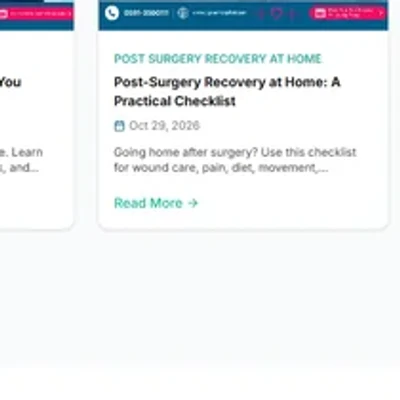 You
e. Learn
s, and...
POST SURGERY RECOVERY AT HOME
Post-Surgery Recovery at Home: A
Practical Checklist
Oct 29, 2026
Going home after surgery? Use this checklist
for wound care, pain, diet, movement,...
Read More →